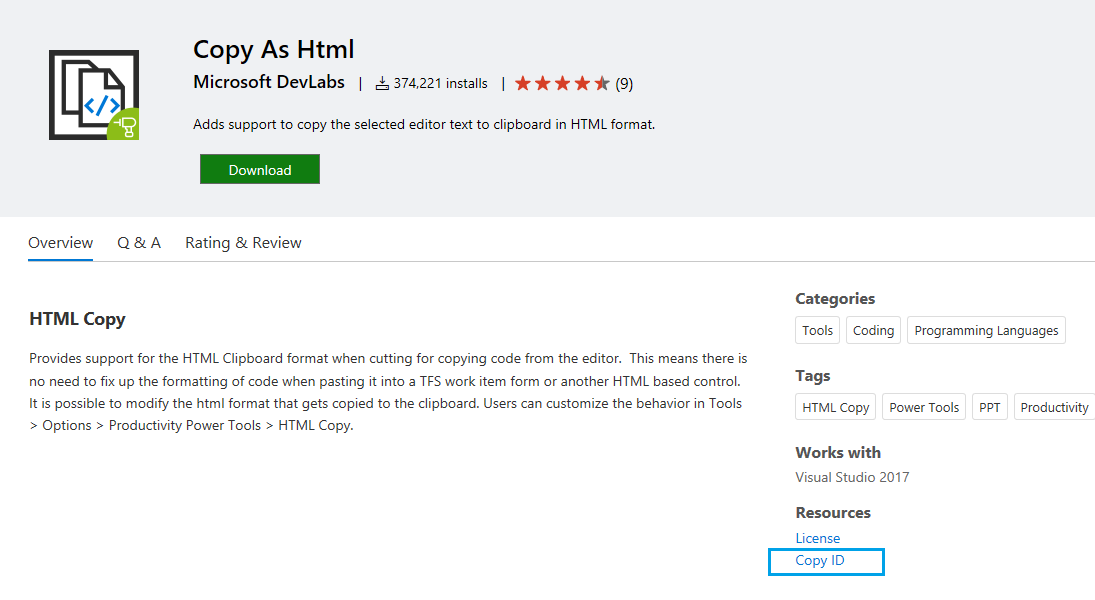 Copy As Html
Microsoft DevLabs | 374,221 installs | (9)
Adds support to copy the selected editor text to clipboard in HTML format.
Download
Overview Q & A Rating & Review
HTML Copy
Provides support for the HTML Clipboard format when cutting for copying code from the editor.  This means there is
no need to fix up the formatting of code when pasting it into a TFS work item form or another HTML based control.
It is possible to modify the html format that gets copied to the clipboard. Users can customize the behavior in Tools
> Options > Productivity Power Tools > HTML Copy.
Categories
Tools Coding Programming Languages
Tags
HTML Copy Power Tools PPT Productivity
Works with
Visual Studio 2017
Resources
License
Copy ID